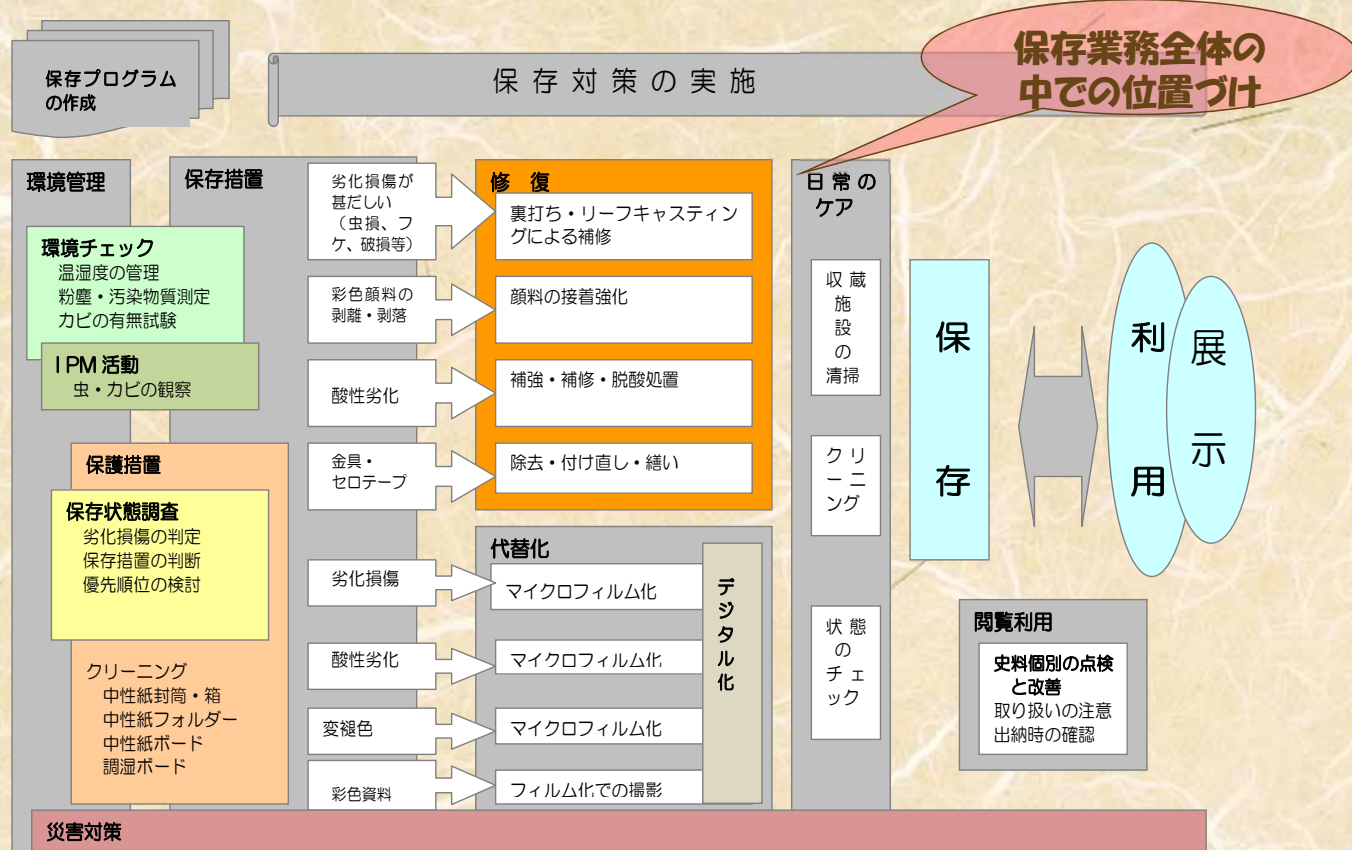 保存プログラム
の作成
保存対策の実施
保存業務全体の
中での位置づけ
環境管理
環境チェック
温湿度の管理
粉塵・汚染物質測定
カビの有無試験
IPM活動
虫・カビの観察
保存措置
保護措置
保存状態調査
劣化損傷の判定
保存措置の判断
優先順位の検討
クリーニング
中性紙封筒・箱
中性紙フォルダー
中性紙ボード
調湿ボード
劣化損傷が
甚だしい
（虫損、フ
ケ、破損等）
彩色顔料の
剥離・剥落
酸性劣化
金具・
セロテープ
劣化損傷
酸性劣化
変褪色
彩色資料
修 復
裏打ち・リーフキャスティン
グによる補修
顔料の接着強化
補強・補修・脱酸処置
除去・付け直し・繕い
代替化
マイクロフィルム化
マイクロフィルム化
マイクロフィルム化
フィルム化での撮影
デジタル化
日常の
ケア
収蔵
施
設
の
清掃
クリ
ーニ
ング
状態
の
チェ
ック
保存
利用
展示
閲覧利用
史料個別の点検
と改善
取り扱いの注意
出納時の確認
災害対策